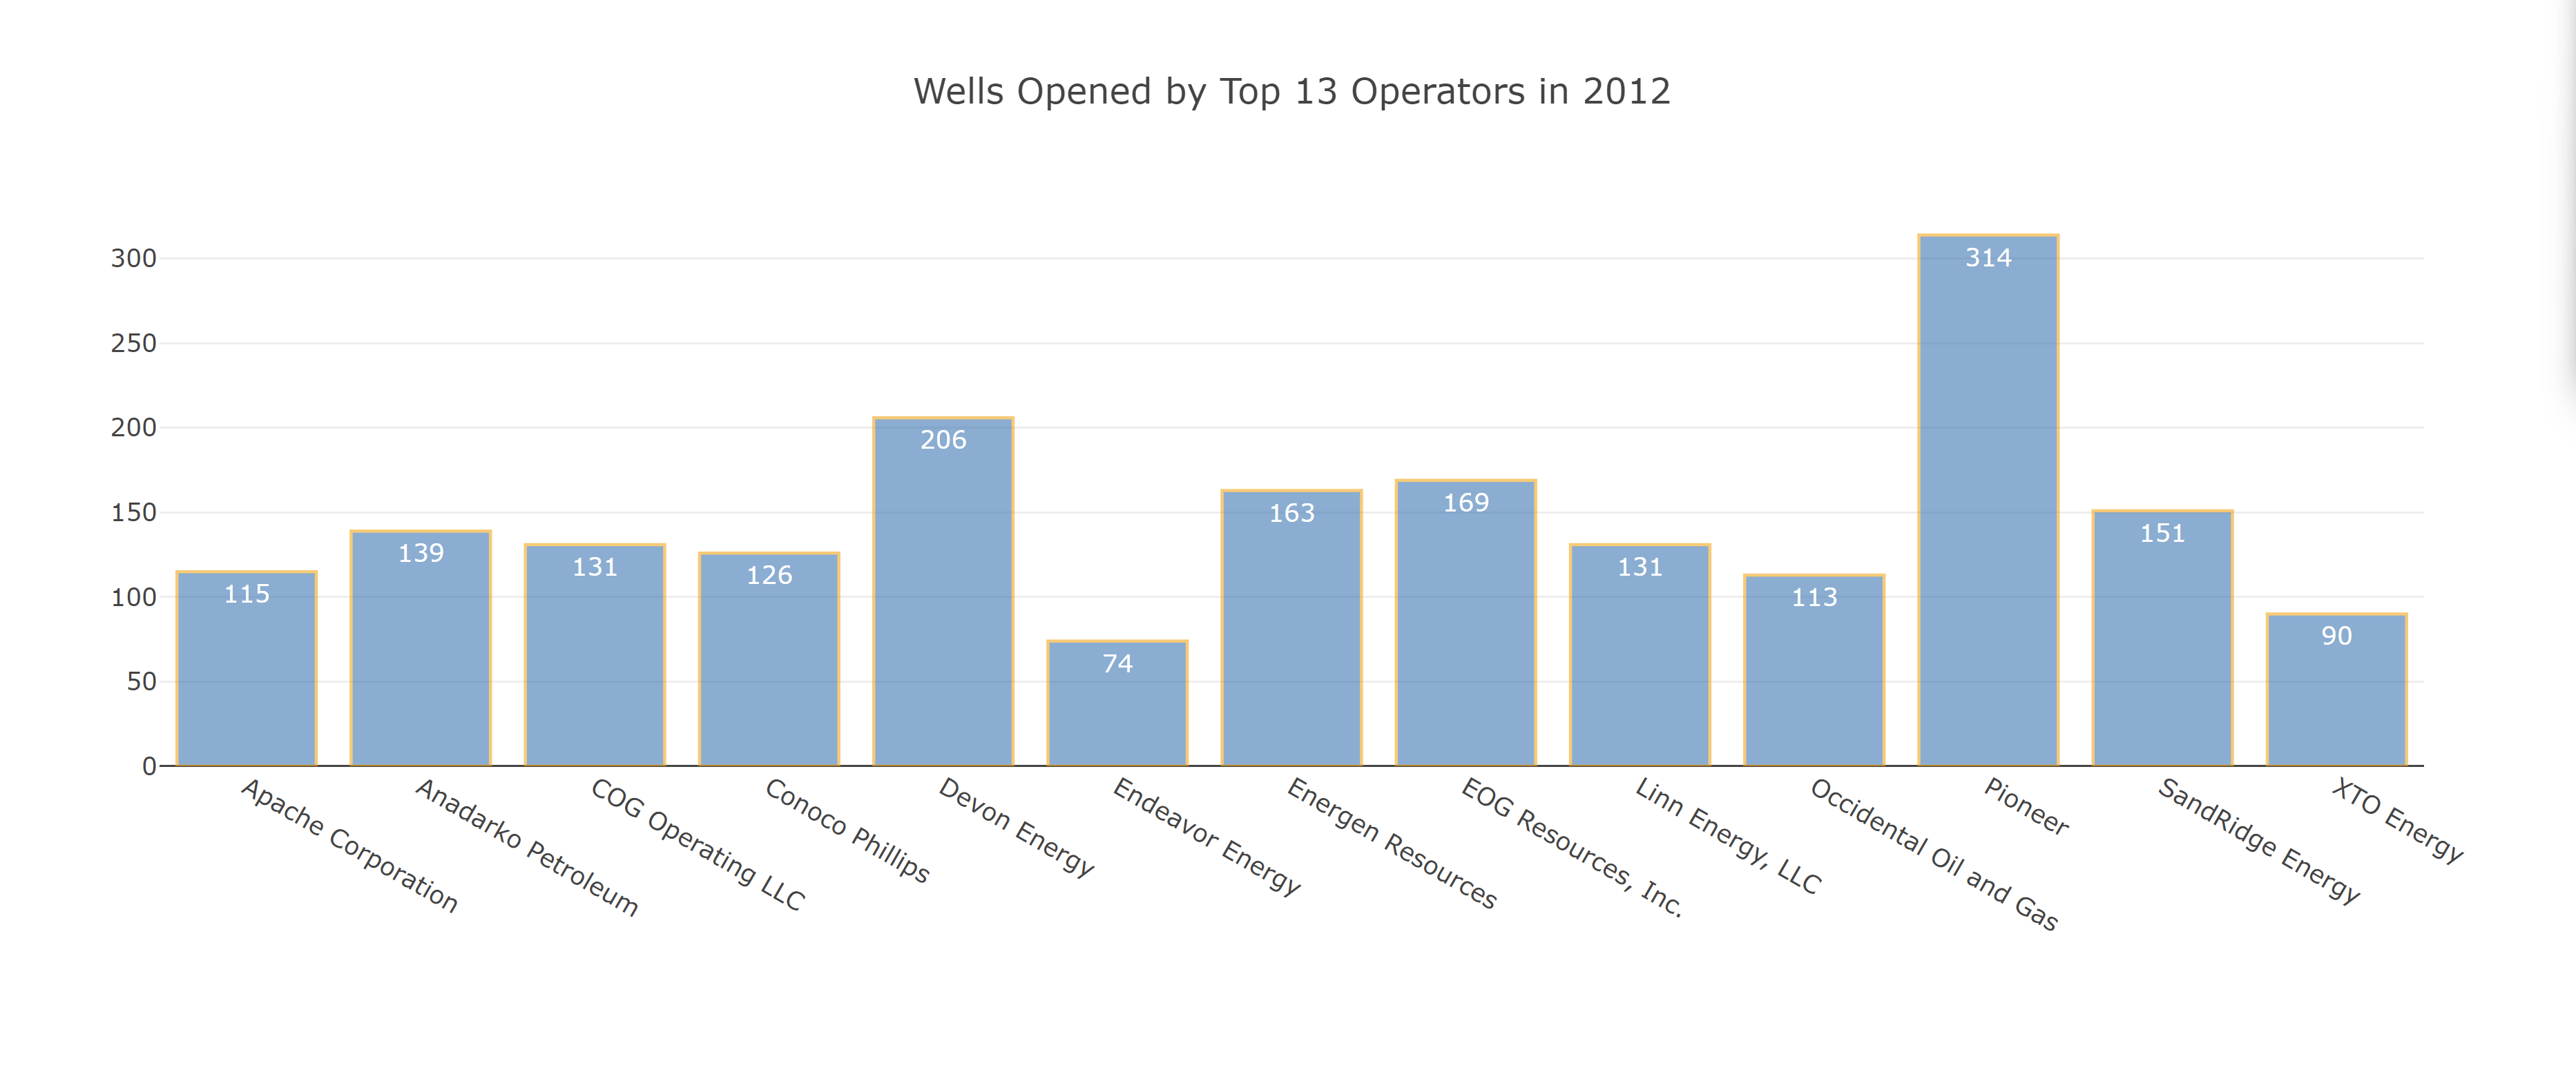 Wells Opened by Top 13 Operators in 2012
300
250
200
150
100
50
0
115
139
131
126
206
74
163
169
131
113
314
151
90
Apache Corporation
Anadarko Petroleum
COG Operating LLC
Conoco Phillips
Devon Energy
Endeavor Energy
Energen Resources
EOG Resources, Inc.
Linn Energy, LLC
Occidental Oil and Gas
Pioneer
SandRidge Energy
XTO Energy